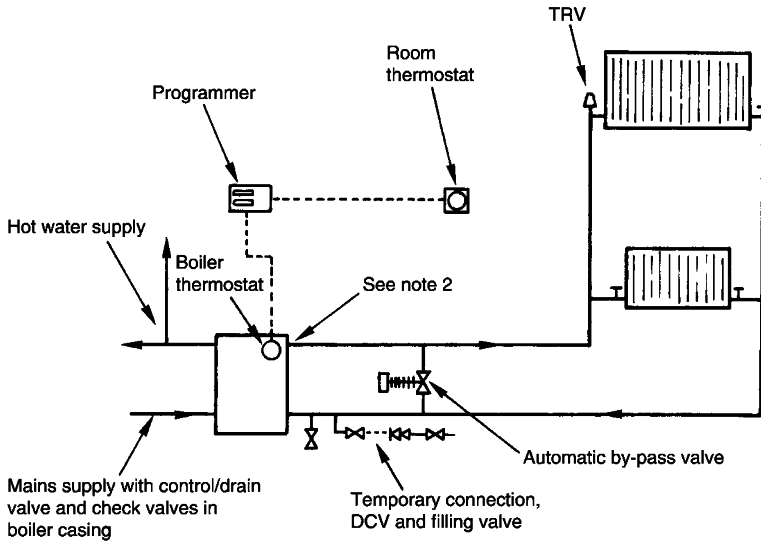 TRV
Room
thermostat
Programmer
Hot water supply
Boiler
thermostat
See note 2
Automatic by-pass valve
Mains supply with control/drain
valve and check valves in
boiler casing
Temporary connection,
DCV and filling valve